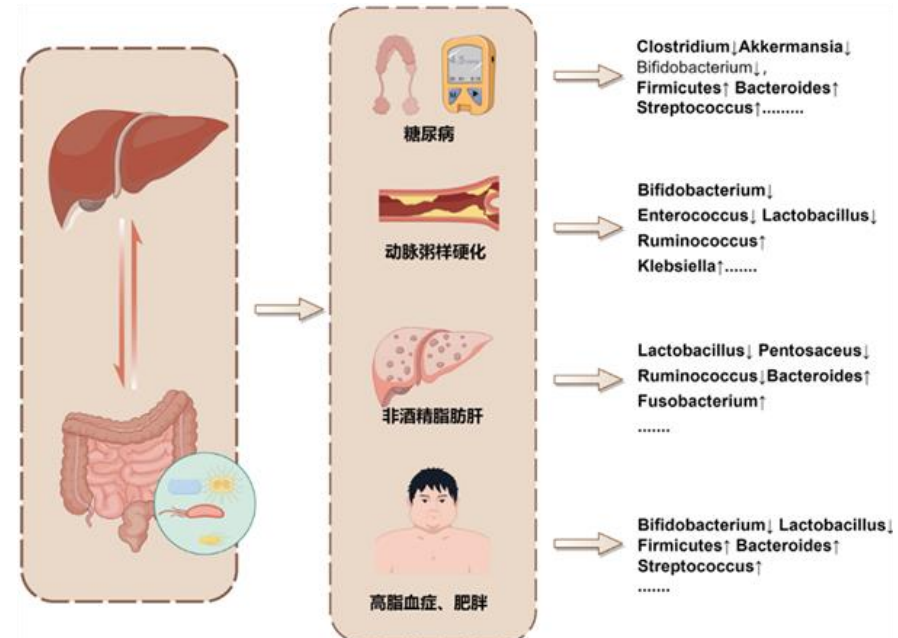 Clostridium↓Akkermansia↓
Bifidobacterium↓,
Firmicutes↑ Bacteroides↑
Streptococcus↑.........
糖尿病
Bifidobacterium↓
Enterococcus↓ Lactobacillus↓
Ruminococcus↑
Klebsiella↑.......
动脉粥样硬化
Lactobacillus↓ Pentosaceus↓
Ruminococcus↓Bacteroides↑
Fusobacterium↑
.......
非酒精脂肪肝
Bifidobacterium↓ Lactobacillus↓
Firmicutes↑ Bacteroides↑
Streptococcus↑
.......
高脂血症、肥胖